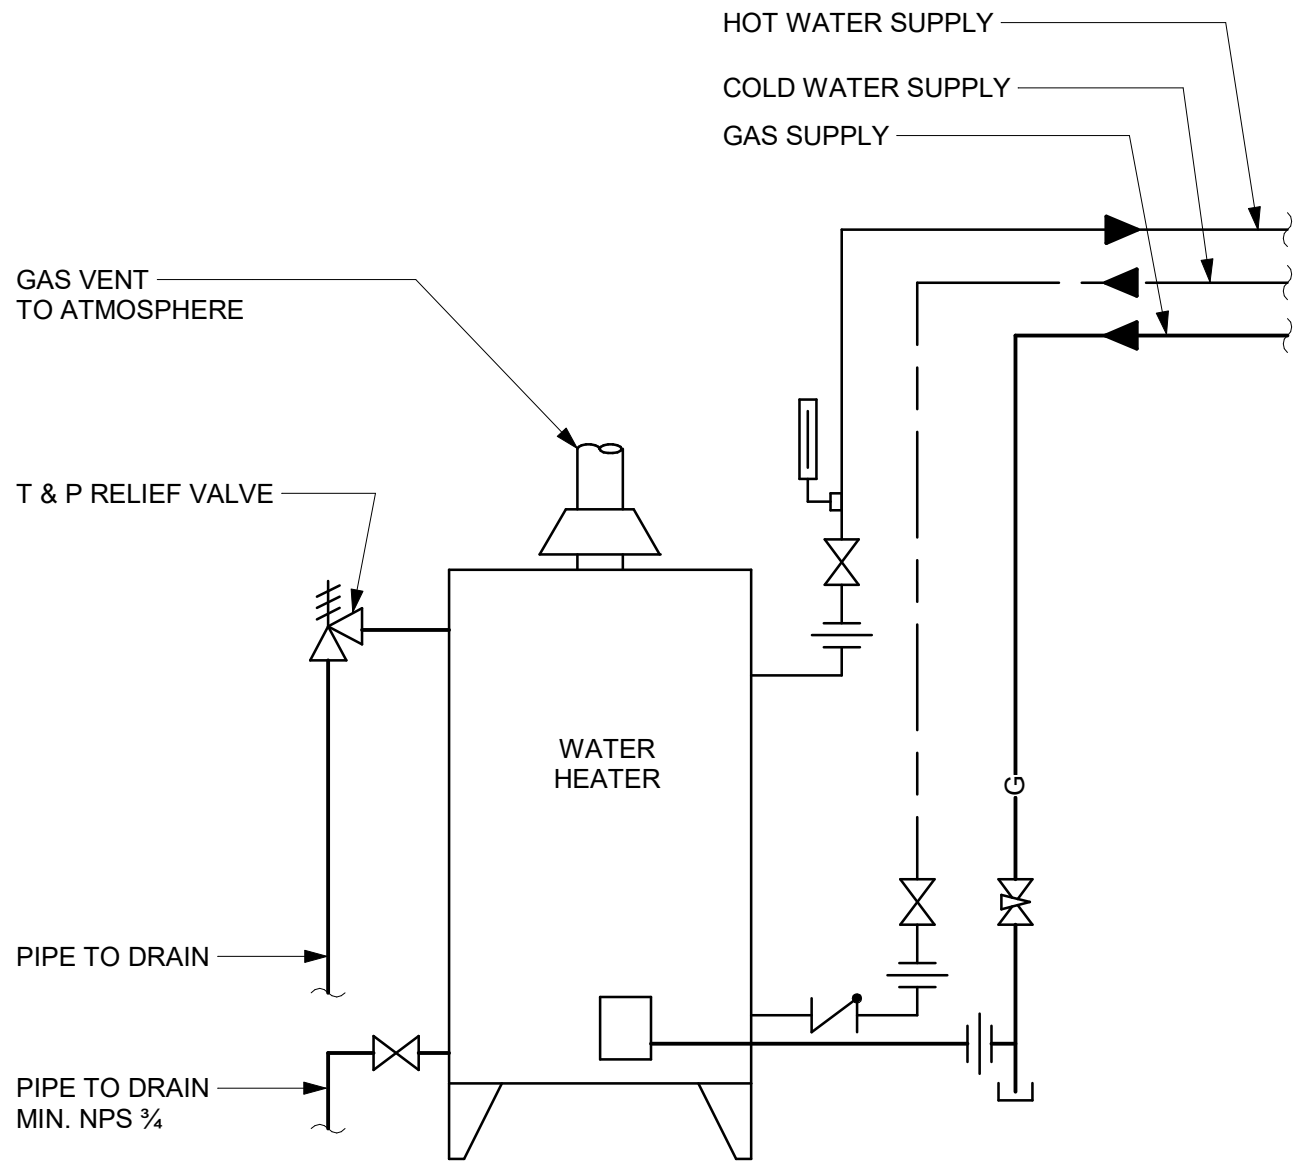 HOT WATER SUPPLY
COLD WATER SUPPLY
GAS SUPPLY
GAS VENT
TO ATMOSPHERE
T & P RELIEF VALVE
WATER
HEATER
G
PIPE TO DRAIN
PIPE TO DRAIN
MIN. NPS ¾